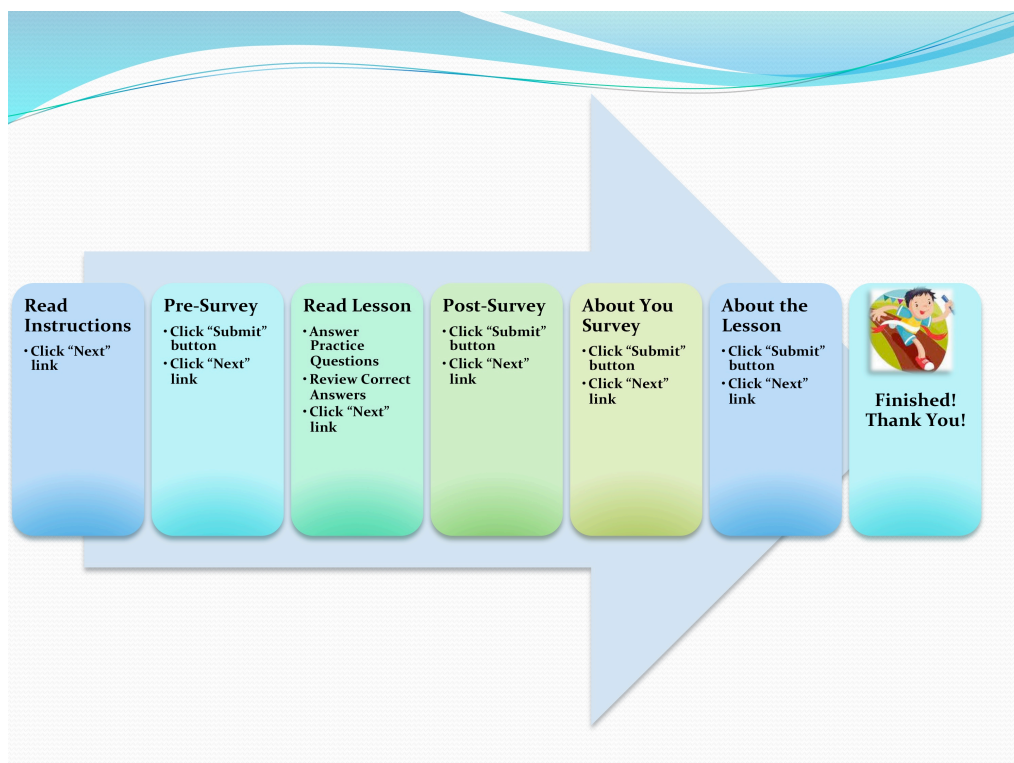 Read
Instructions
• Click “Next”
link
Pre-Survey
• Click “Submit”
button
• Click “Next”
link
Read Lesson
• Answer
Practice
Questions
• Review Correct
Answers
• Click “Next”
link
Post-Survey
• Click “Submit”
button
• Click “Next”
link
About You
Survey
• Click “Submit”
button
• Click “Next”
link
About the
Lesson
• Click “Submit”
button
• Click “Next”
link
Finished!
Thank You!